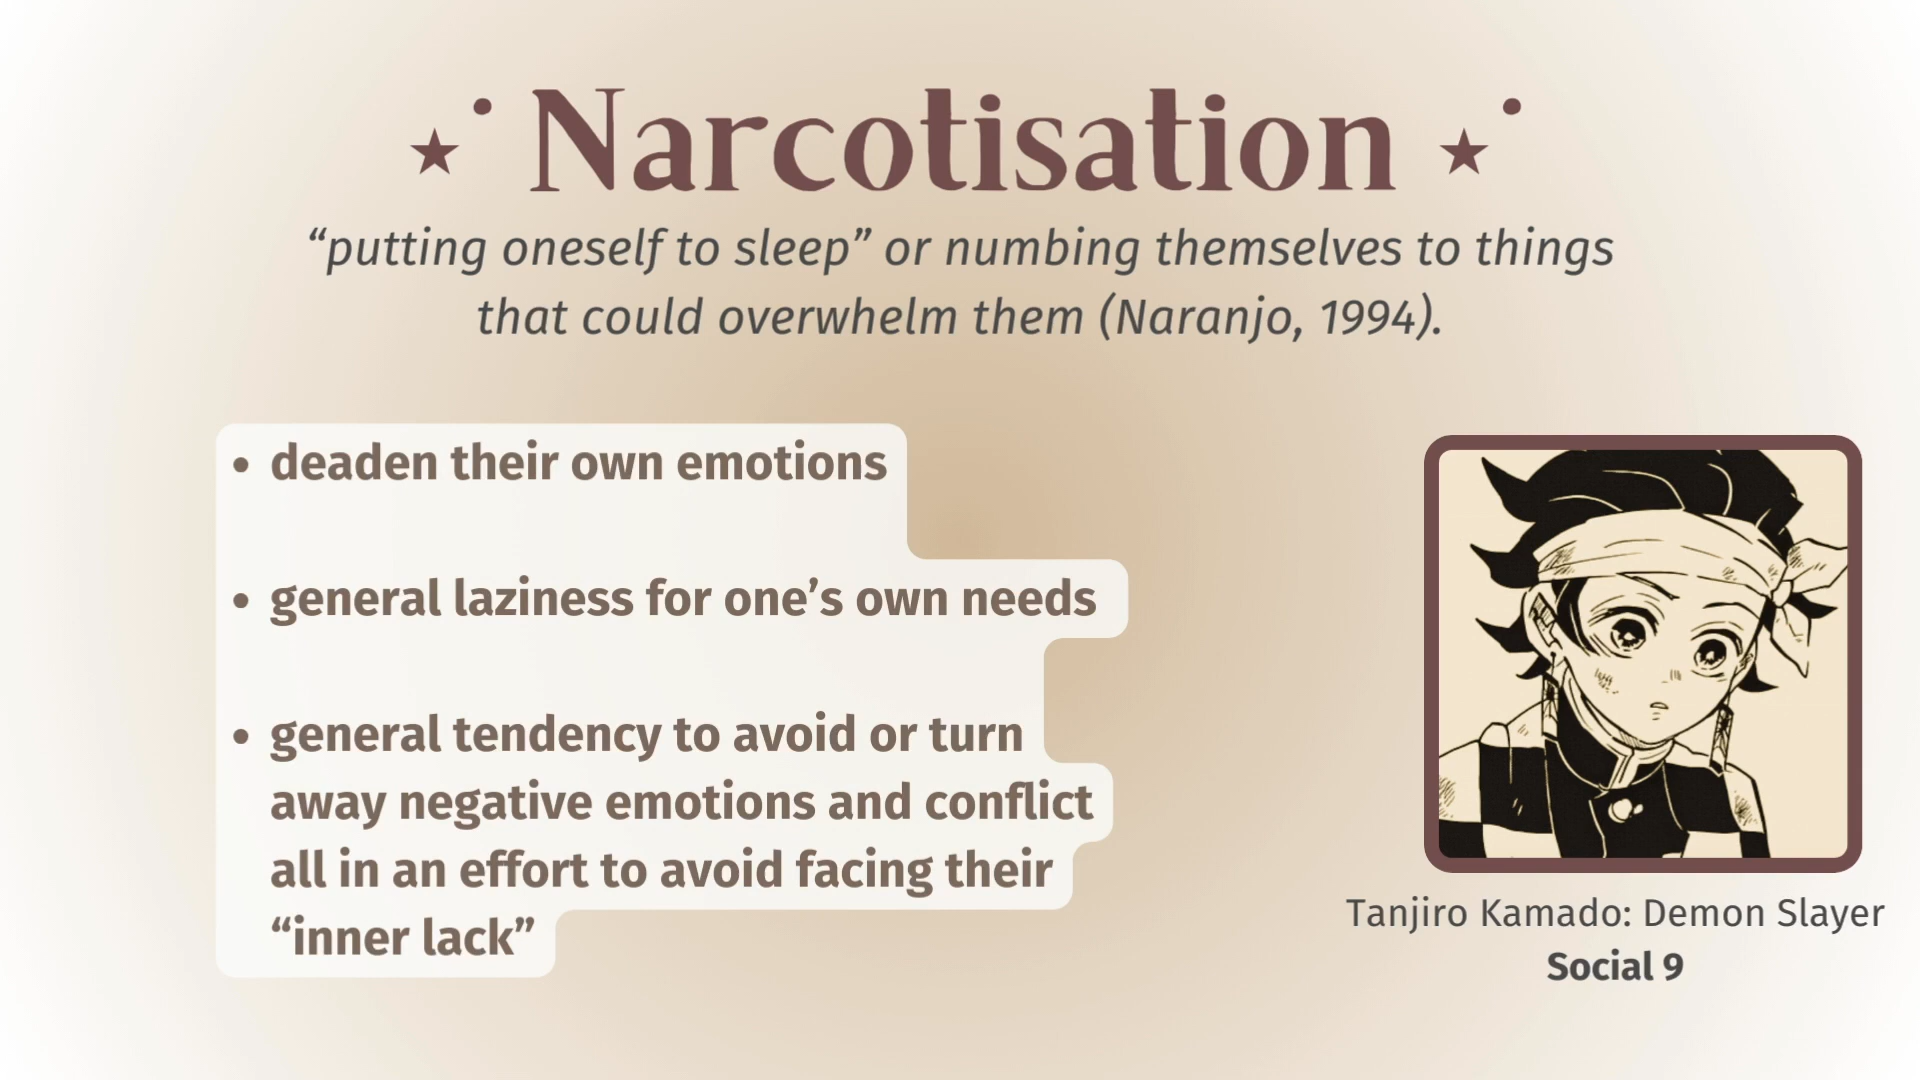 Narcotisation
“putting oneself to sleep” or numbing themselves to things
that could overwhelm them (Naranjo, 1994).
• deaden their own emotions
• general laziness for one’s own needs
• general tendency to avoid or turn
away negative emotions and conflict
all in an effort to avoid facing their
“inner lack”
Tanjiro Kamado: Demon Slayer
Social 9